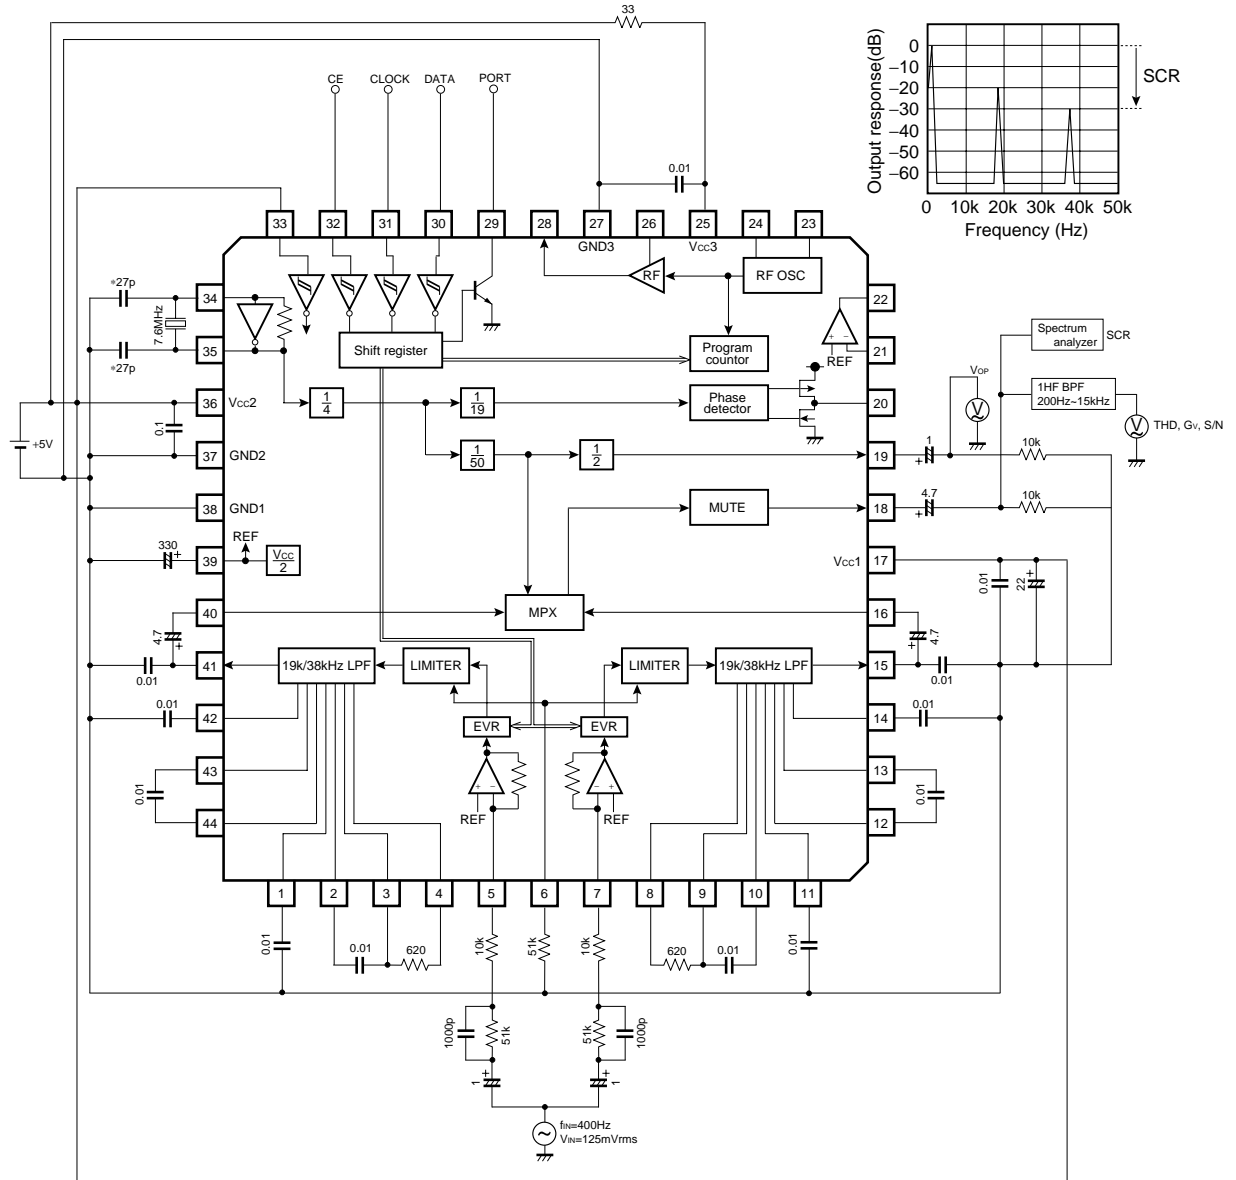 33
Output response(dB)
0
−10
−20
−30
−40
−50
−60
0 10k 20k 30k 40k 50k
Frequency (Hz)
SCR
CE CLOCK DATA PORT
0.01
33 32 31 30 29 28 27 26 25 24 23
GND3
Vcc3
RF
RF OSC
*27p
34
7.6MHz
35
*27p
Shift register
Program
countor
22
REF
21
Spectrum
analyzer
SCR
VOP
1HF BPF
200Hz~15kHz
THD, GV, S/N
36
Vcc2
1
4
1
19
Phase
detector
20
+5V
0.1
37
GND2
1
50
1
2
19
1
+
10k
38
GND1
MUTE
18
4.7
+
10k
330
+
39
REF
Vcc
2
Vcc1
17
0.01
22
+
40
MPX
16
4.7
+
4.7
+
41
0.01
19k/38kHz LPF
LIMITER
LIMITER
19k/38kHz LPF
15
0.01
0.01
42
EVR
EVR
14
0.01
43
13
0.01
+ −
− +
0.01
44
REF
REF
12
1 2 3 4 5 6 7 8 9 10 11
0.01
0.01
620
10k
51k
10k
620
0.01
0.01
1000p
51k
51k
1000p
1
+
+
1
fIN=400Hz
VIN=125mVrms